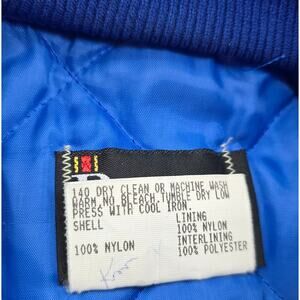 140 DRY CLEAN OR MACHINE WASH
WARM,NO BLEACH.TUMBLE DRY LOW
PRESS WITH COOL IRON.
SHELL
LINING
100% NYLON
100% NYLON
INTERLINING
100% POLYESTER